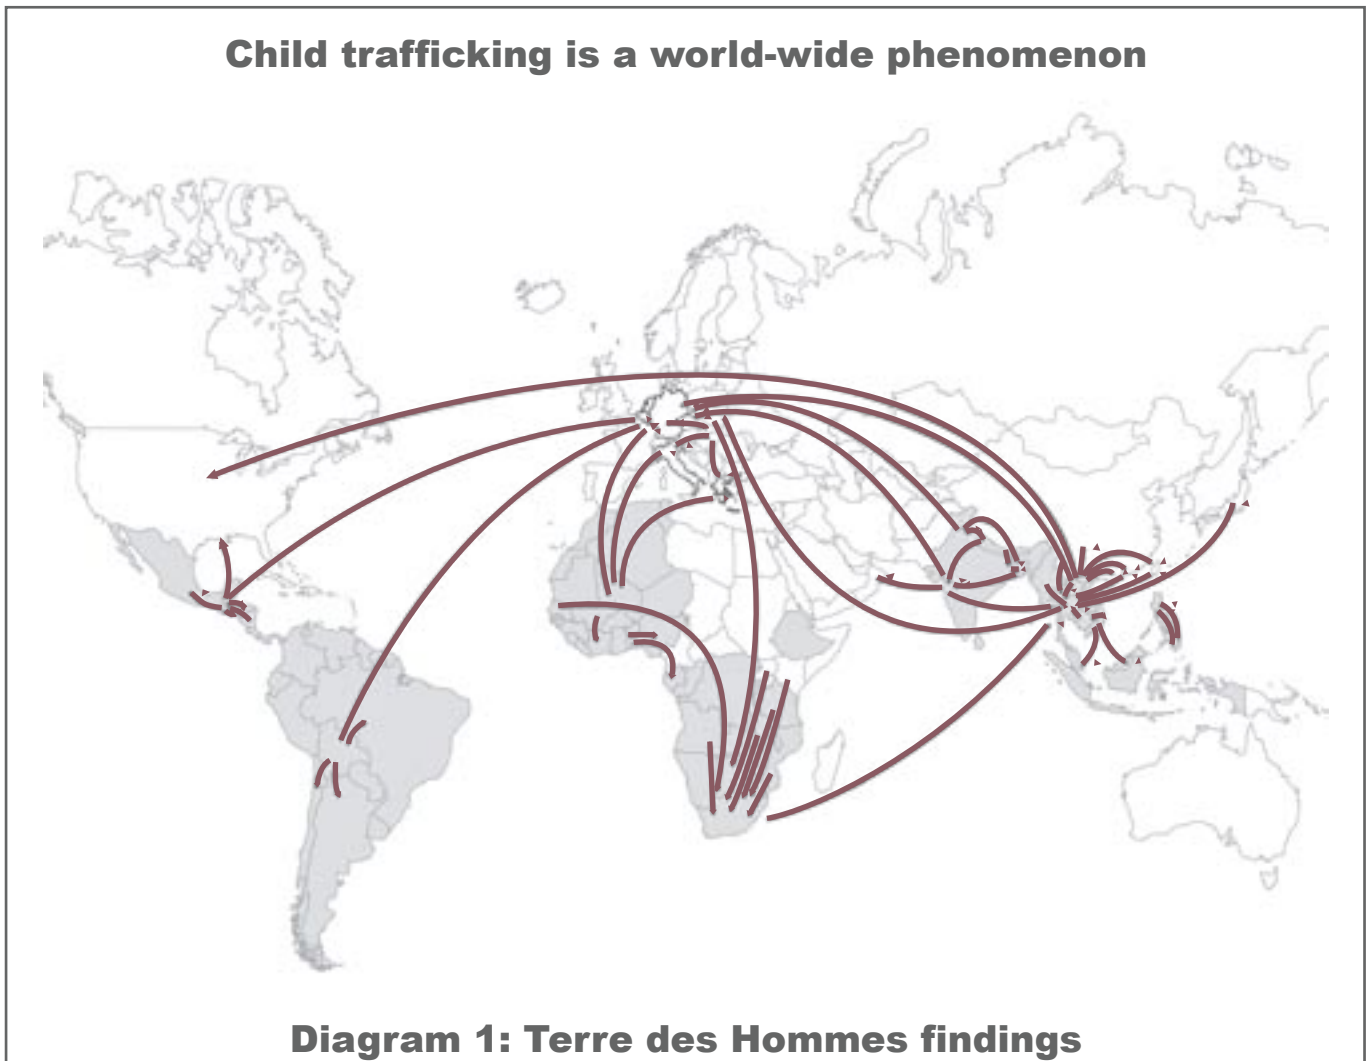 Child trafficking is a world-wide phenomenon
Diagram 1: Terre des Hommes findings